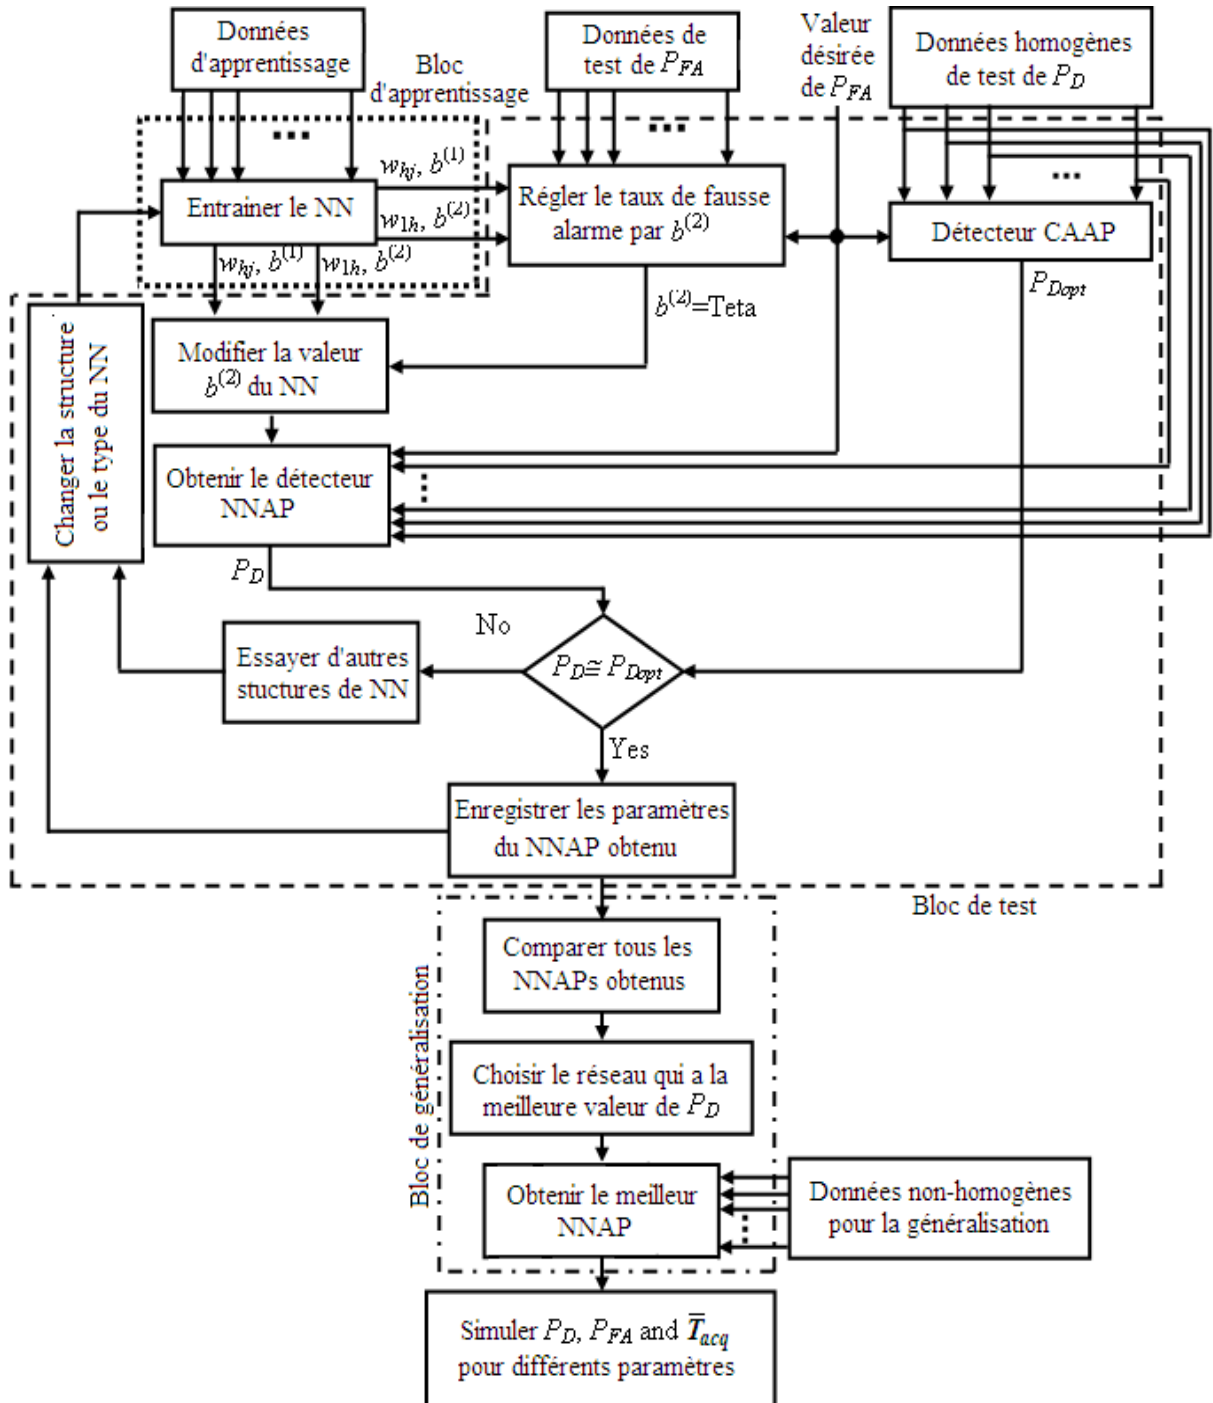 Données
d'apprentissage
Bloc
d'apprentissage
Données de
test de P_FA
Valeur
désirée
de P_FA
Données homogènes
de test de P_D
Entrainer le NN
w_hj, b^(1)
w_1h, b^(2)
w_hj, b^(1)
w_1h, b^(2)
Régler le taux de fausse
alarme par b^(2)
Détecteur CAAP
P_Dopt
b^(2)=Teta
Changer la structure
ou le type du NN
Modifier la valeur
b^(2) du NN
Obtenir le détecteur
NNAP
P_D
No
Essayer d'autres
stuctures de NN
P_D≅ P_Dopt
Yes
Enregistrer les paramètres
du NNAP obtenu
Bloc de test
Bloc de généralisation
Comparer tous les
NNAPs obtenus
Choisir le réseau qui a la
meilleure valeur de P_D
Obtenir le meilleur
NNAP
Données non-homogènes
pour la généralisation
Simuler P_D, P_FA and T̅_acq
pour différents paramètres